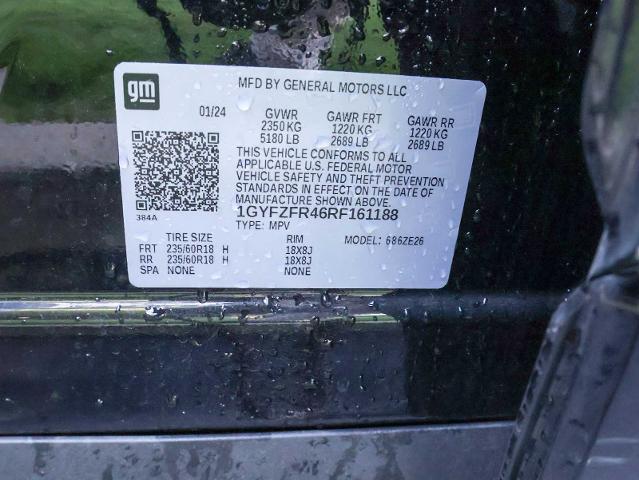 gm
MFD BY GENERAL MOTORS LLC
01/24 GVWR GAWR FRT GAWR RR
2350 KG 1220 KG 1220 KG
5180 LB 2689 LB 2689 LB
THIS VEHICLE CONFORMS TO ALL
APPLICABLE U.S. FEDERAL MOTOR
VEHICLE SAFETY AND THEFT PREVENTION
STANDARDS IN EFFECT ON THE DATE OF
MANUFACTURE SHOWN ABOVE.
384A
1GYFZFR46RF161188
TYPE: MPV
TIRE SIZE RIM MODEL: 686ZE26
FRT 235/60R18 H 18X8J
RR 235/60R18 H 18X8J
SPA NONE NONE